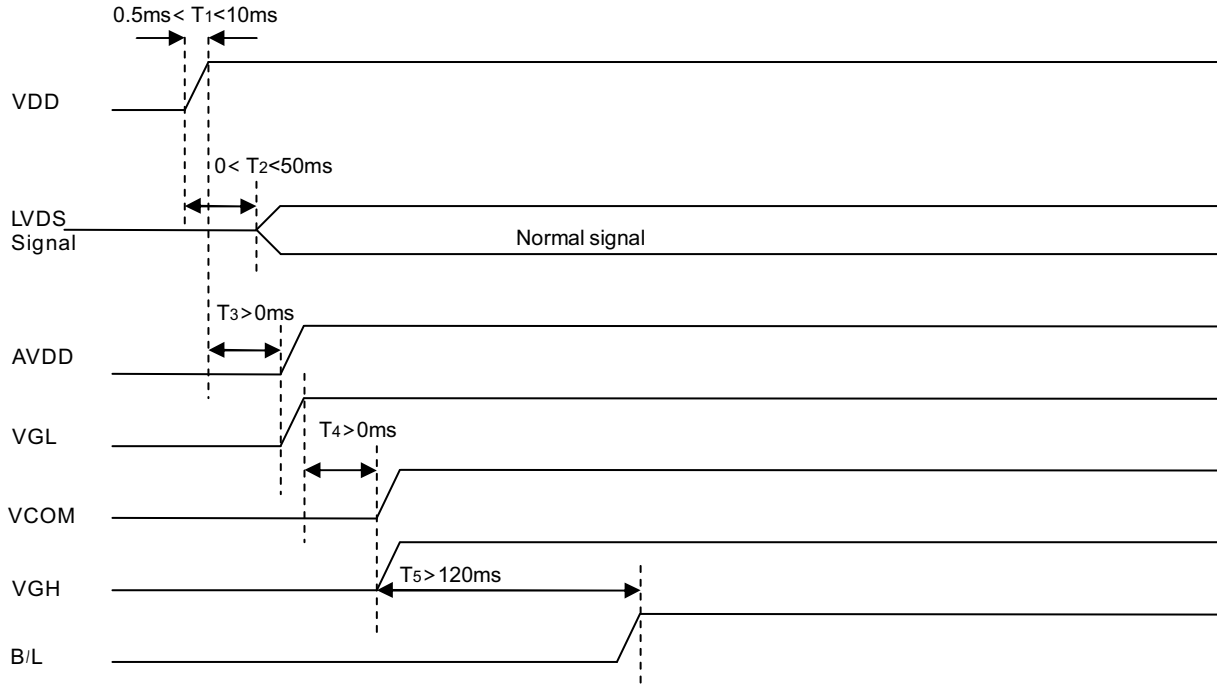 0.5ms< T1<10ms
VDD
0< T2<50ms
LVDS
Signal
Normal signal
T3>0ms
AVDD
VGL
T4>0ms
VCOM
VGH
T5>120ms
B/L